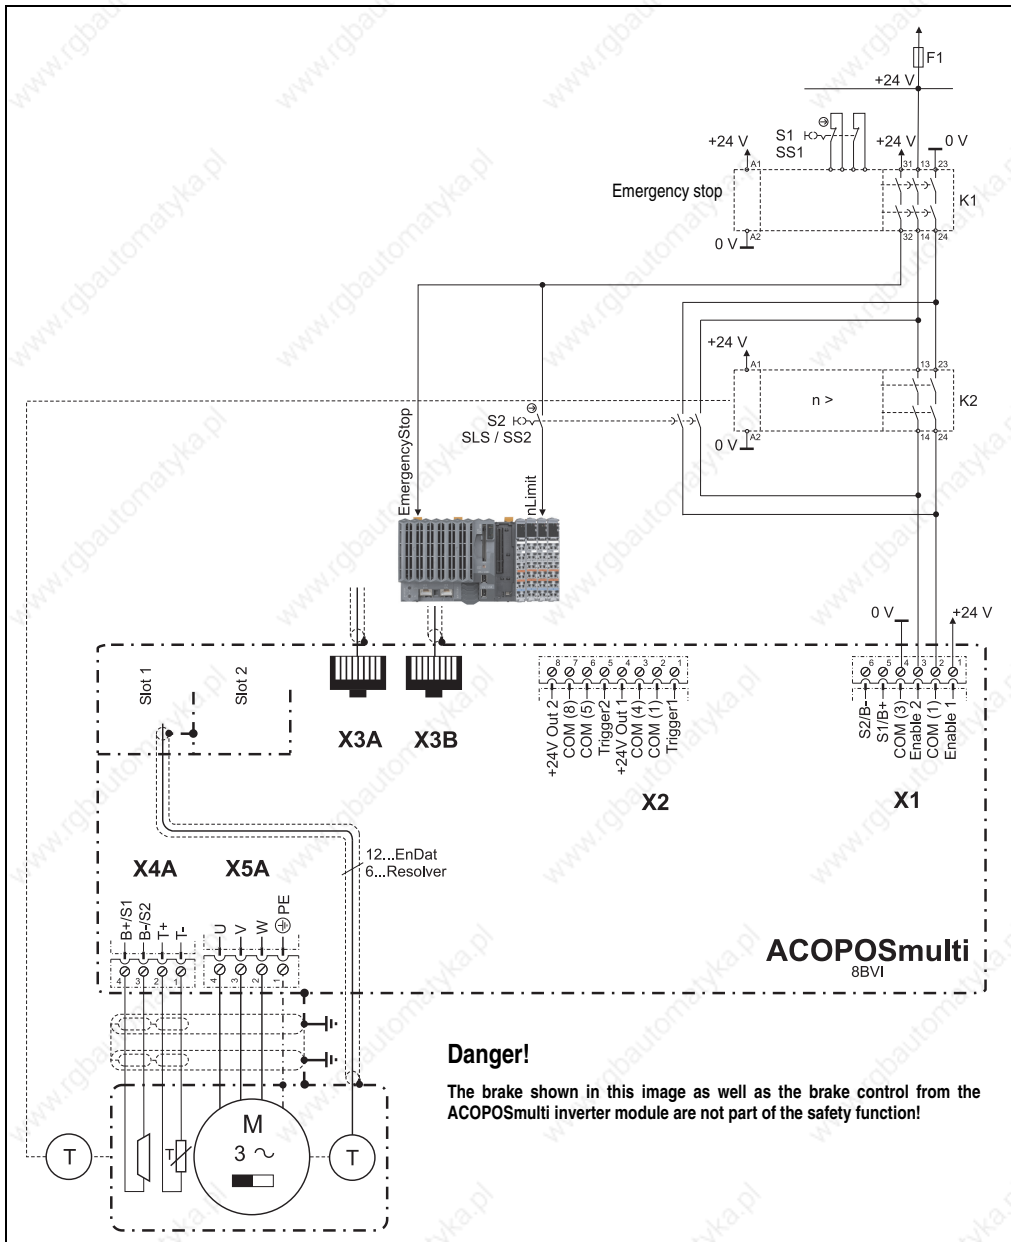 F1
+24 V
S1
SS1
+24 V
+24 V
0 V
A1
31 13 23
Emergency stop
K1
0 V
A2
32 14 24
+24 V
A1
13 23
n >
K2
S2
SLS / SS2
0 V
A2
14 24
EmergencyStop
nLimit
0 V
+24 V
Slot 1
Slot 2
X3A
X3B
8 7 6 5 4 3 2 1
+24V Out 2
COM (8)
COM (5)
Trigger2
+24V Out 1
COM (4)
COM (1)
Trigger1
X2
6 5 4 3 2 1
S2/B-
S1/B+
COM (3)
Enable 2
COM (1)
Enable 1
X1
12...EnDat
6...Resolver
X4A
X5A
B+/S1
B-/S2
T+
T-
U
V
W
PE
4 3 2 1
4 3 2 1
ACOPOSmulti
8BVI
Danger!
The brake shown in this image as well as the brake control from the
ACOPOSmulti inverter module are not part of the safety function!
M
3 ~
T
T
T
www.rgbautomatyka.pl